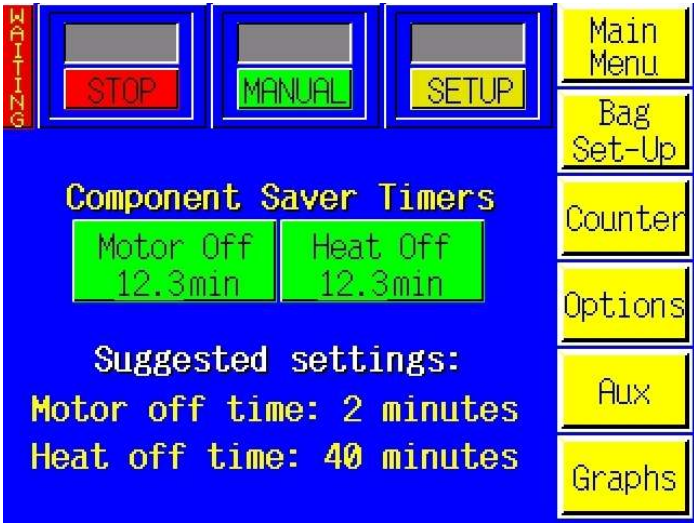 WAITING
STOP
MANUAL
SETUP
Component Saver Timers
Motor Off
12.3min
Heat Off
12.3min
Suggested settings:
Motor off time: 2 minutes
Heat off time: 40 minutes
Main
Menu
Bag
Set-Up
Counter
Options
Aux
Graphs